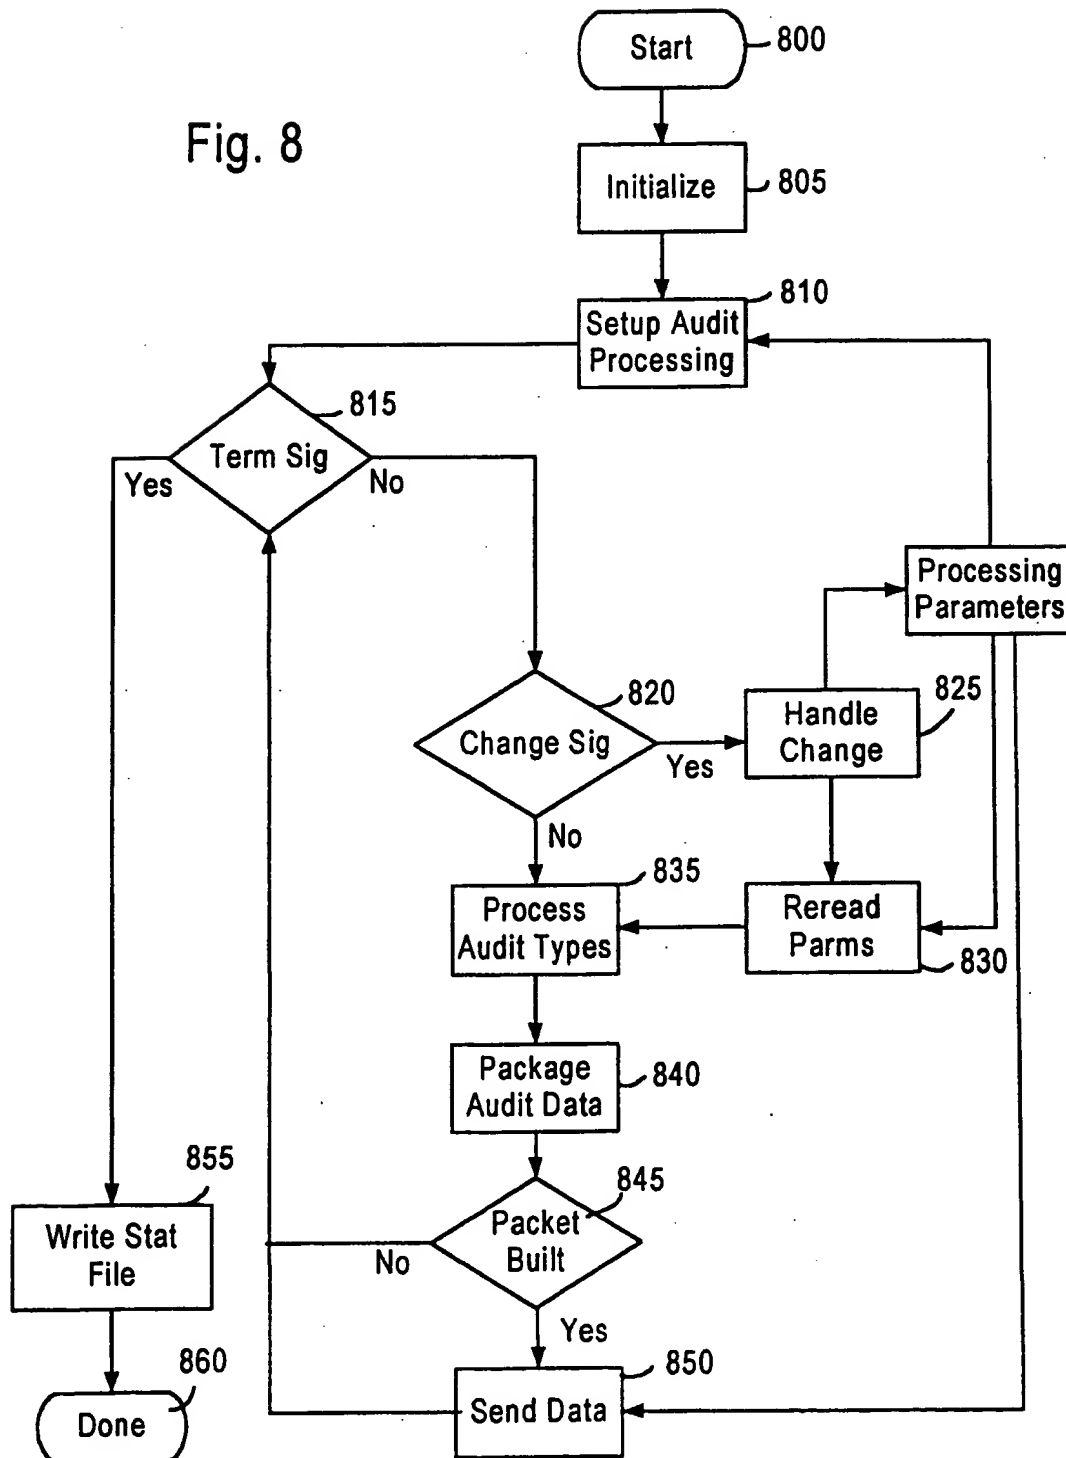 Start
800
Fig. 8
Initialize
805
810
Setup Audit
Processing
815
Term Sig
Yes
No
Processing
Parameters
820
Change Sig
Yes
No
825
Handle
Change
835
Process
Audit Types
Reread
Parms
830
Package
Audit Data
840
845
Packet
Built
No
Yes
855
Write Stat
File
850
Send Data
860
Done